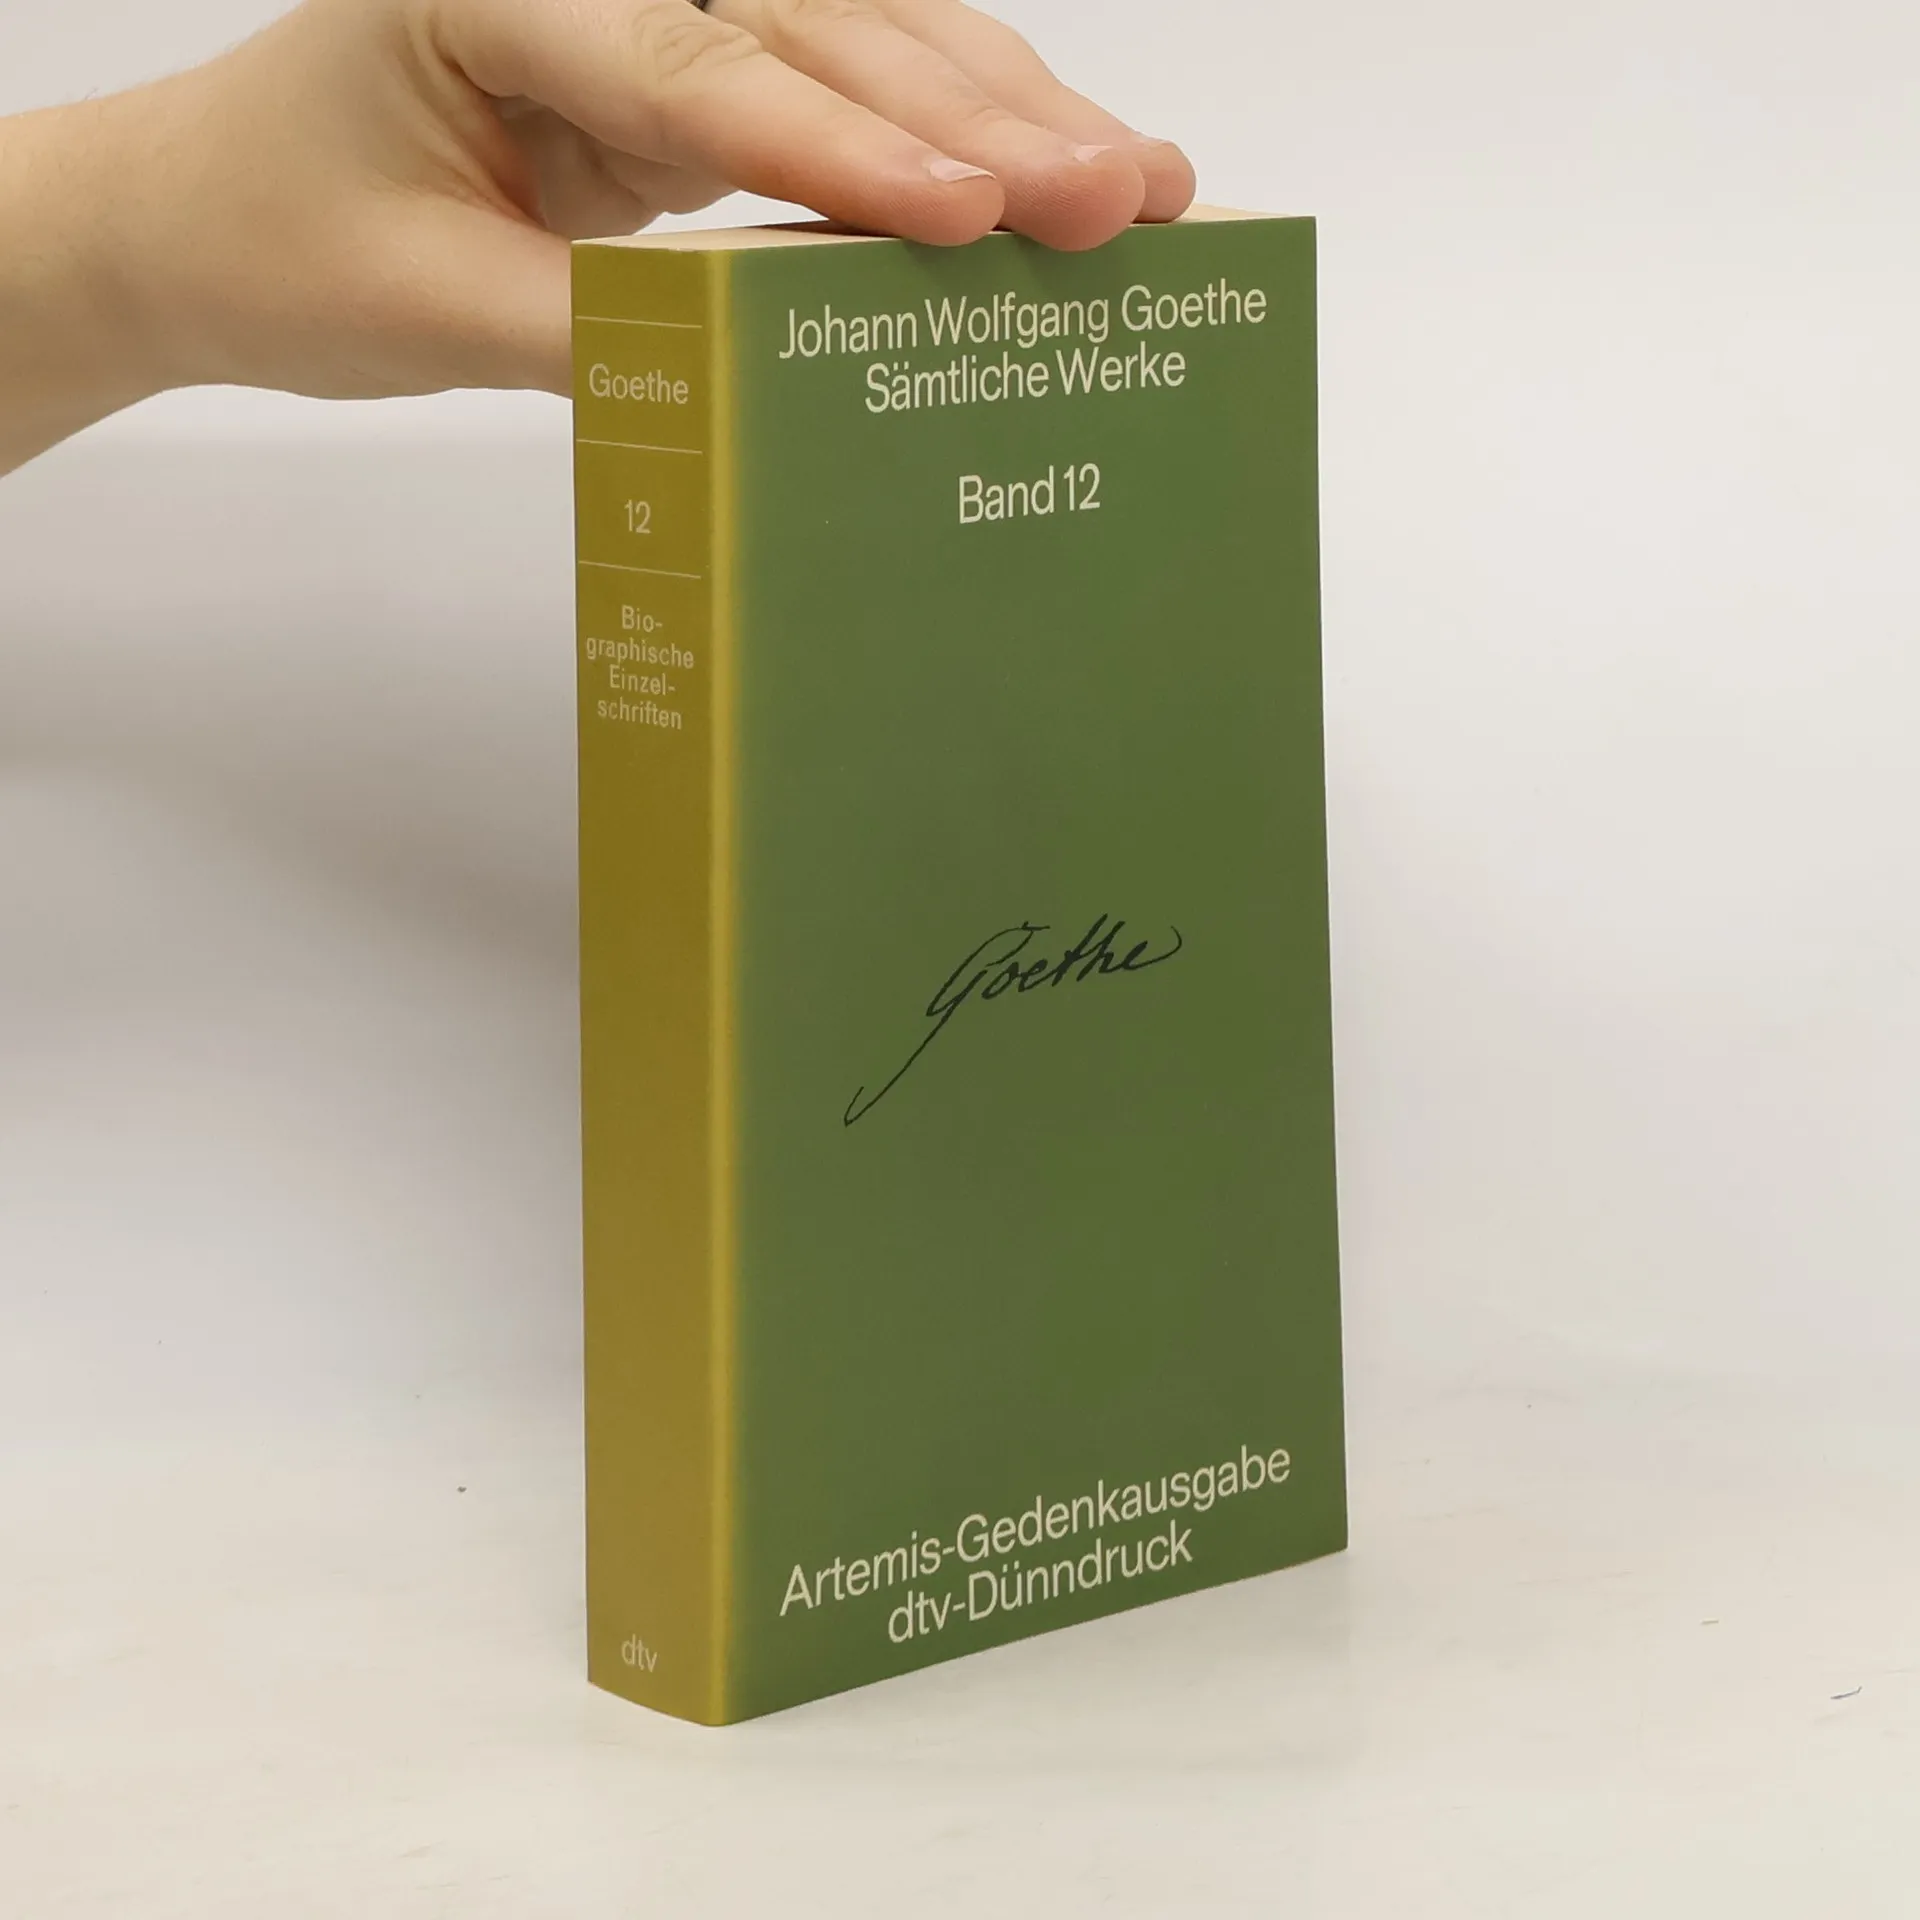 Goethe
12
Bio-
graphische
Einzel-
schriften
dtv
Johann Wolfgang Goethe
Sämtliche Werke
Band 12
Goethe
Artemis-Gedenkausgabe
dtv-Dünndruck